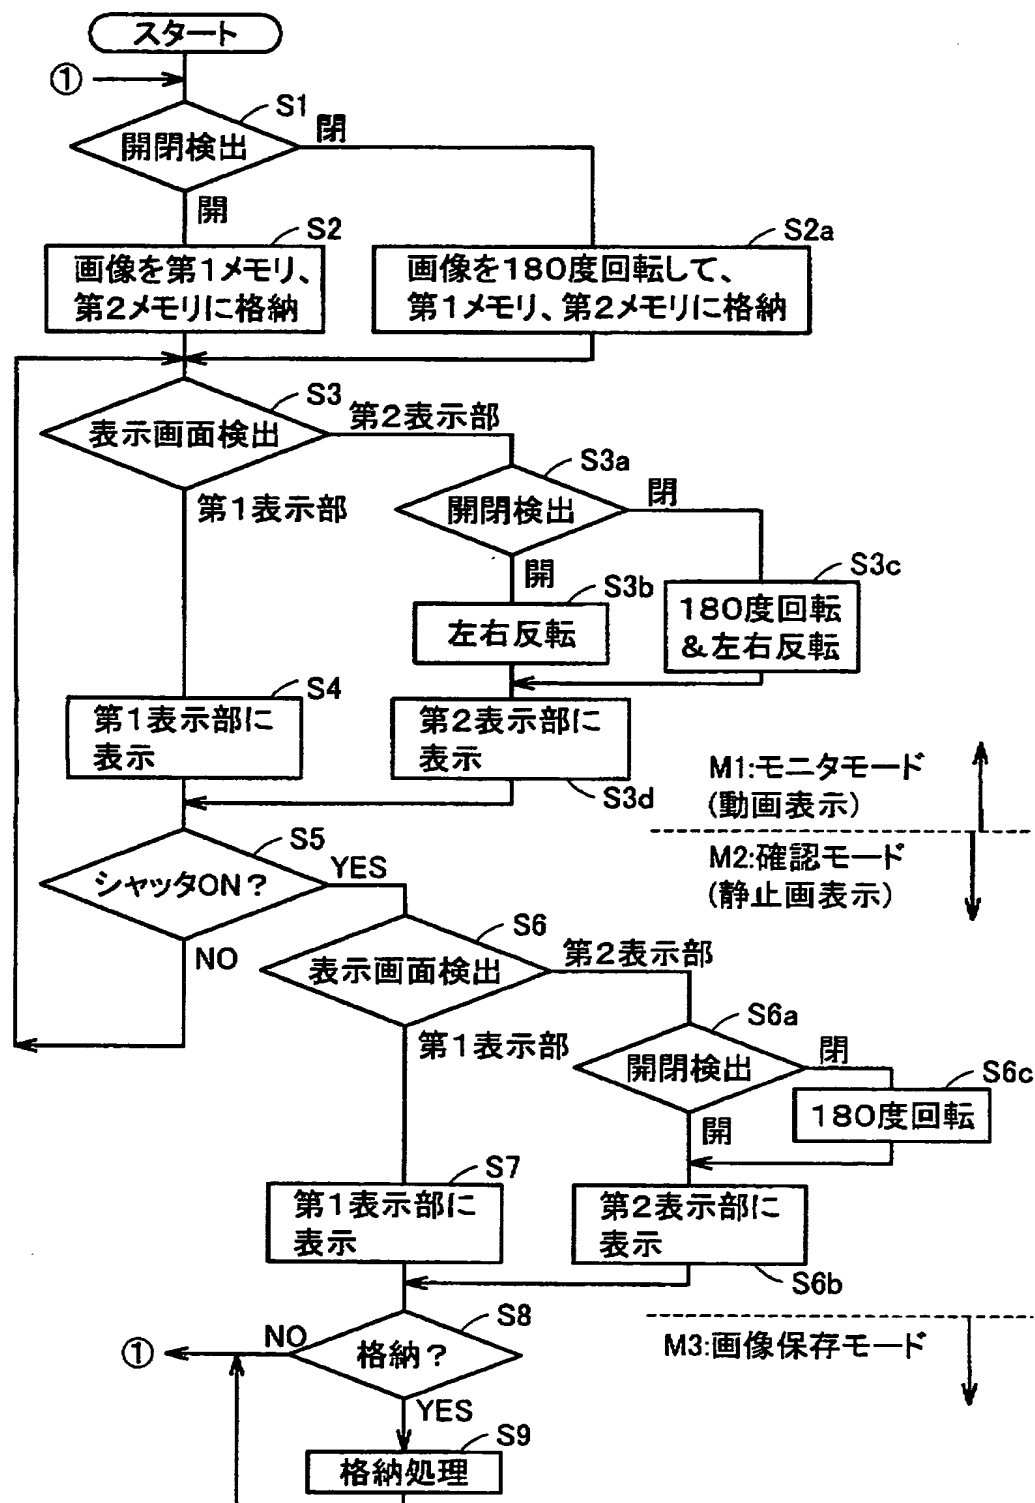 スタート
①
S1
開閉検出
閉
開
S2
画像を第1メモリ、
第2メモリに格納
S2a
画像を180度回転して、
第1メモリ、第2メモリに格納
S3
表示画面検出
第2表示部
第1表示部
S3a
開閉検出
閉
開
S3b
左右反転
S3c
180度回転
&左右反転
S4
第1表示部に
表示
第2表示部に
表示
S3d
M1:モニタモード
(動画表示)
M2:確認モード
(静止画表示)
S5
シャッタON?
YES
NO
S6
表示画面検出
第2表示部
第1表示部
S6a
開閉検出
閉
開
S6c
180度回転
S7
第1表示部に
表示
第2表示部に
表示
S6b
S8
格納?
NO
①
YES
M3:画像保存モード
S9
格納処理